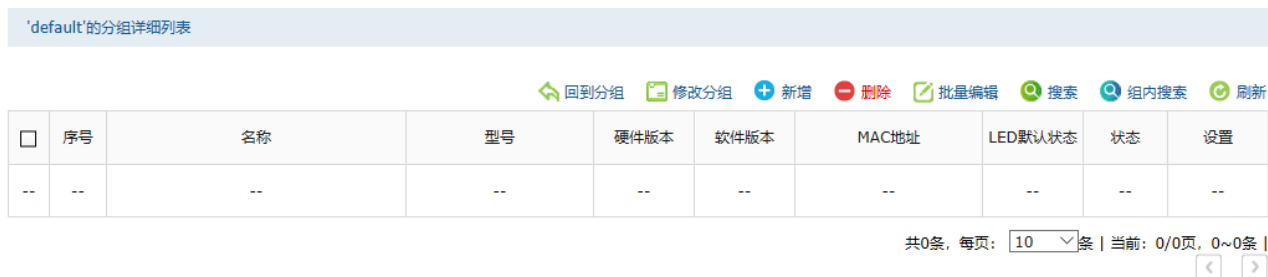 'default'的分组详细列表
回到分组 修改分组 新增 删除 批量编辑 搜索 组内搜索 刷新
序号 名称 型号 硬件版本 软件版本 MAC地址 LED默认状态 状态 设置
-- -- -- -- -- -- -- -- -- --
共0条, 每页: 10 条 | 当前: 0/0页, 0~0条 |